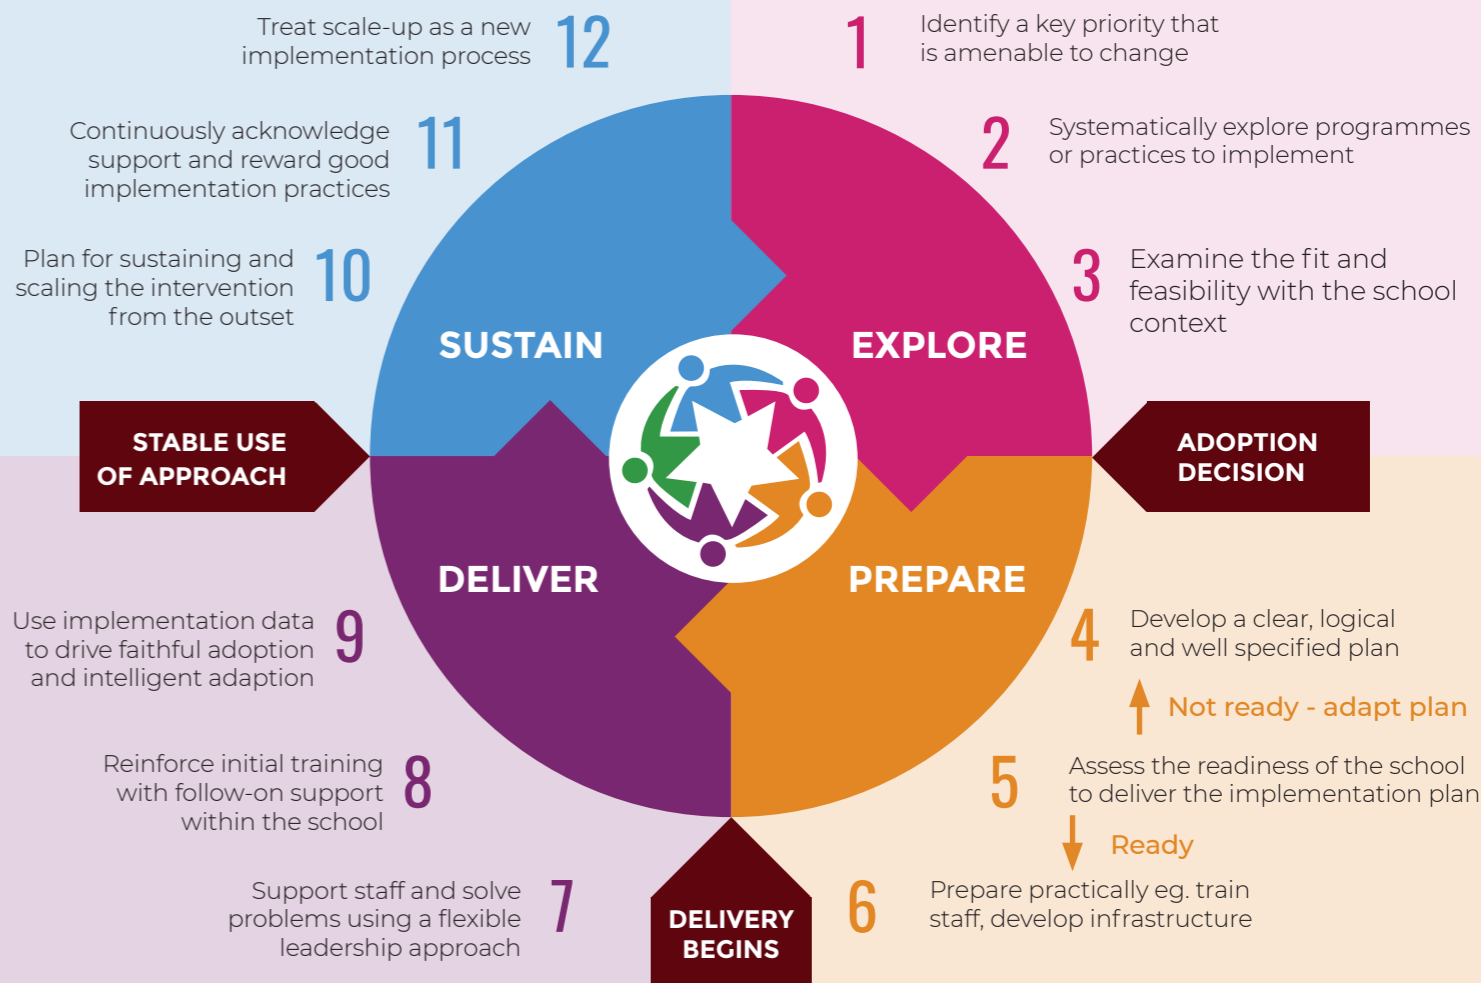 1
Identify a key priority that
is amenable to change
2
Systematically explore programmes
or practices to implement
3
Examine the fit and
feasibility with the school
context
EXPLORE
ADOPTION
DECISION
PREPARE
4
Develop a clear, logical
and well specified plan
Not ready - adapt plan
5
Assess the readiness of the school
to deliver the implementation plan
Ready
6
Prepare practically eg. train
staff, develop infrastructure
DELIVERY
BEGINS
DELIVER
7
Support staff and solve
problems using a flexible
leadership approach
8
Reinforce initial training
with follow-on support
within the school
9
Use implementation data
to drive faithful adoption
and intelligent adaption
STABLE USE
OF APPROACH
SUSTAIN
10
Plan for sustaining and
scaling the intervention
from the outset
11
Continuously acknowledge
support and reward good
implementation practices
12
Treat scale-up as a new
implementation process